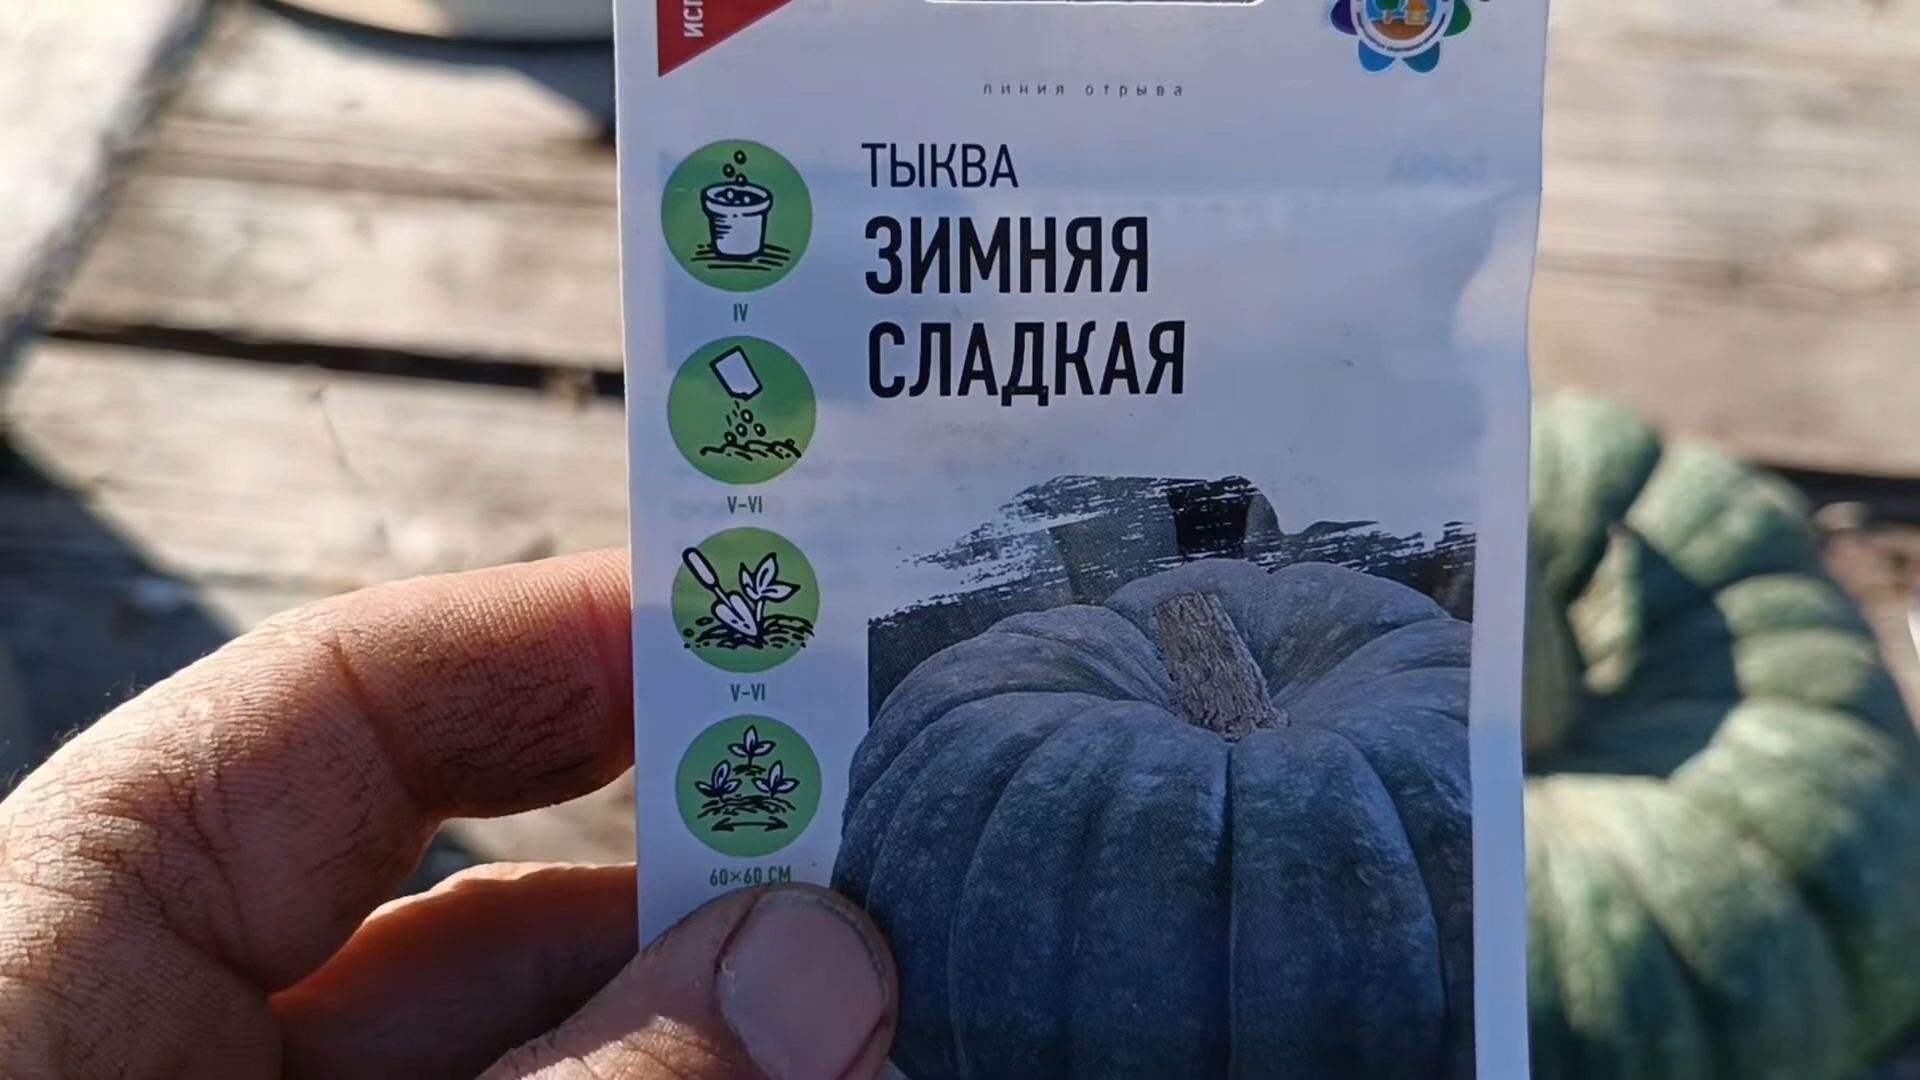 линия отрыва
ТЫКВА
ЗИМНЯЯ
СЛАДКАЯ
IV
V-VI
V-VI
60×60 СМ